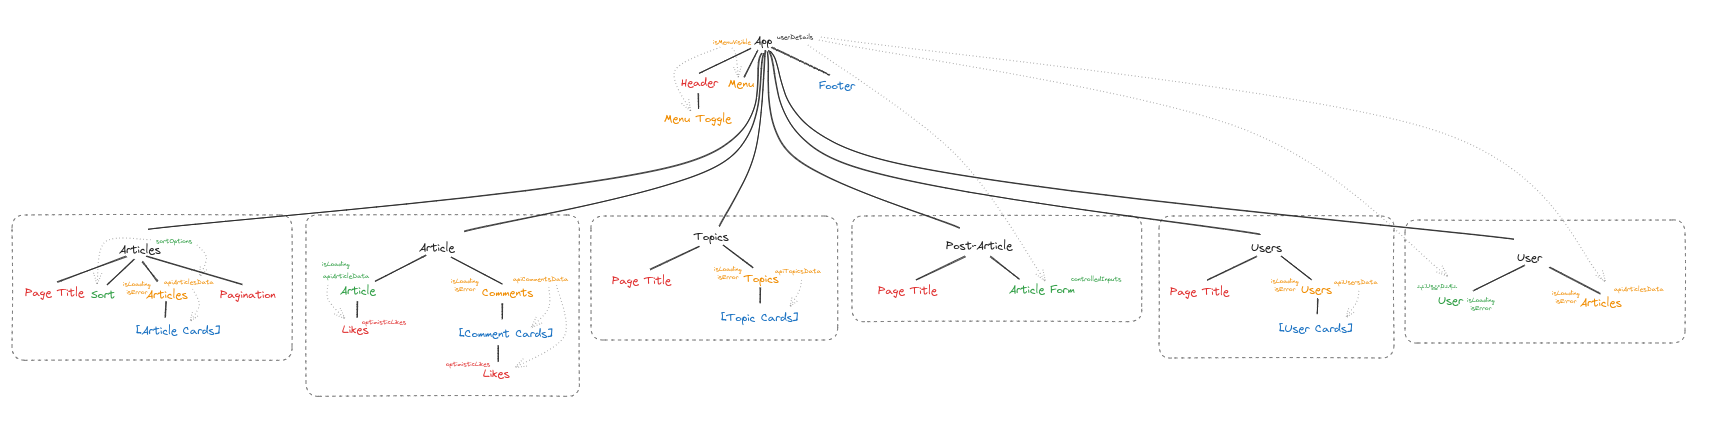 isMenuVisible App userDetails
Header Menu Footer
Menu Toggle
Articles sortOptions
Page Title Sort isLoading isError Articles apiArticlesData Pagination
[Article Cards]
Article
isLoading
apiArticleData
Article
Likes optimisticLikes
isLoading
isError
Comments apiCommentsData
[Comment Cards]
optimisticLikes
Likes
Topics
Page Title
isLoading
isError
Topics apiTopicsData
[Topic Cards]
Post-Article
Page Title
Article Form controlledInputs
Users
Page Title
isLoading
isError
Users apiUsersData
[User Cards]
User
apiUserData
User isLoading
isError
isLoading
isError
Articles apiArticlesData